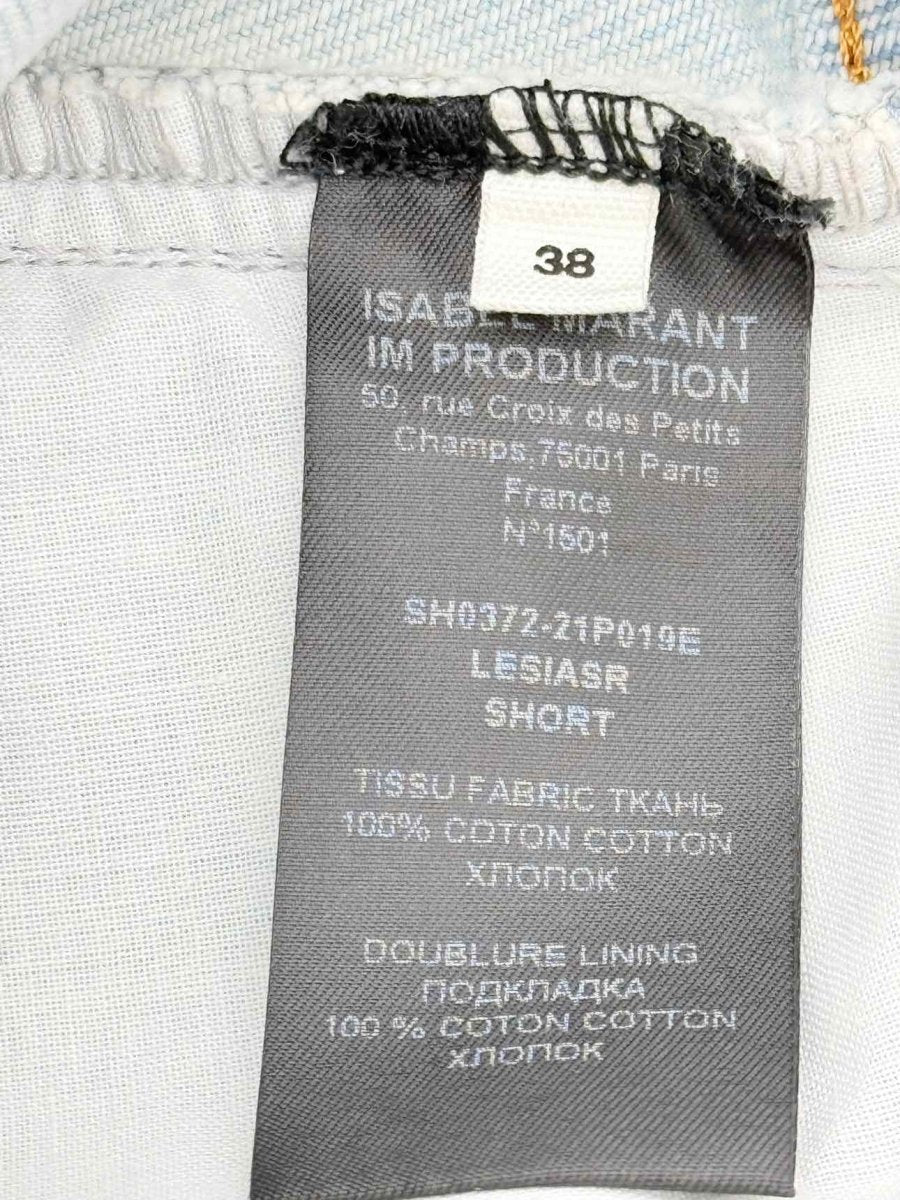 38
ISABEL MARANT
IM PRODUCTION
50, rue Croix des Petits
Champs,75001 Paris
France
N°1501
SH0372-21P019E
LESIASR
SHORT
TISSU FABRIC ТКАНЬ
100% COTON COTTON
ХЛОПОК
DOUBLURE LINING
ПОДКЛАДКА
100 % COTON COTTON
ХЛОПОК